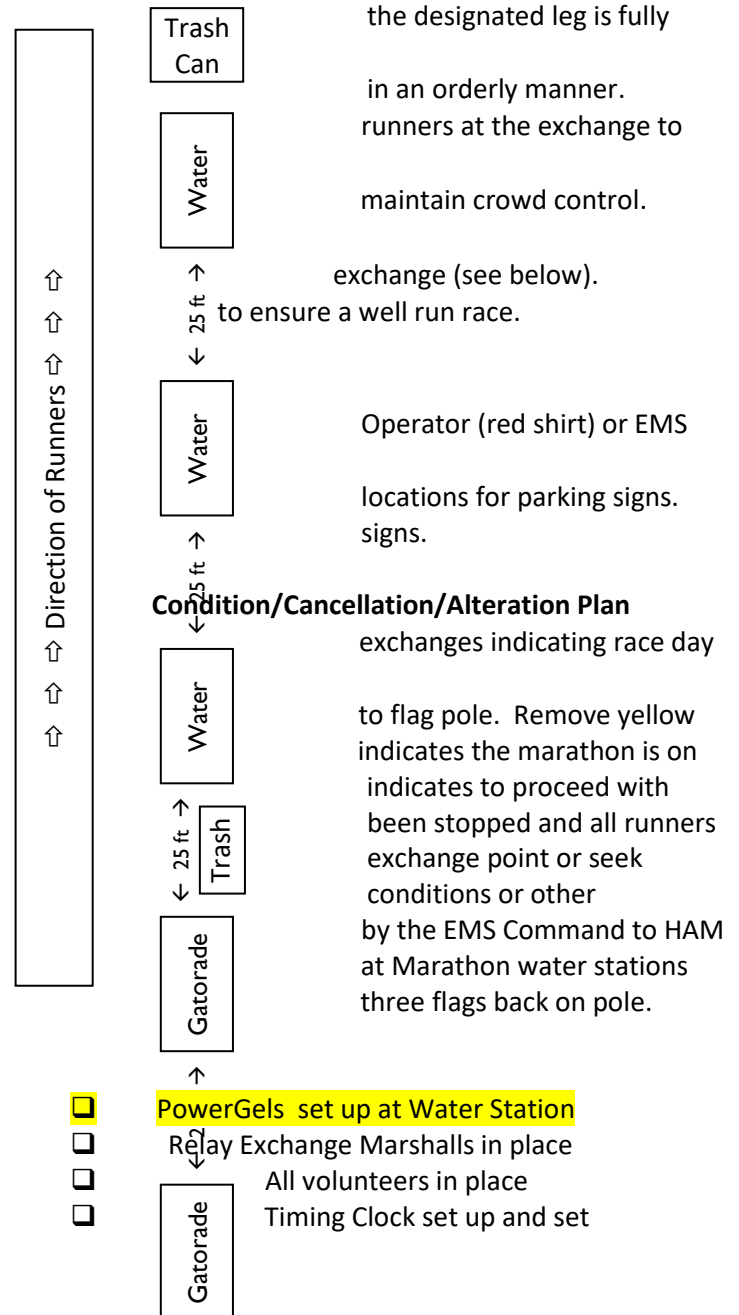 the designated leg is fully
Trash
Can
in an orderly manner.
runners at the exchange to
Water
maintain crowd control.
exchange (see below).
← 25 ft →
to ensure a well run race.
⇧ ⇧ ⇧ Direction of Runners ⇧ ⇧ ⇧
Water
Operator (red shirt) or EMS
locations for parking signs.
signs.
← 25 ft →
Condition/Cancellation/Alteration Plan
exchanges indicating race day
Water
to flag pole. Remove yellow
indicates the marathon is on
indicates to proceed with
← 25 ft →
Trash
been stopped and all runners
exchange point or seek
conditions or other
by the EMS Command to HAM
Gatorade
at Marathon water stations
three flags back on pole.
← 2 →
❑ PowerGels set up at Water Station
❑ Relay Exchange Marshalls in place
❑ All volunteers in place
❑ Timing Clock set up and set
Gatorade